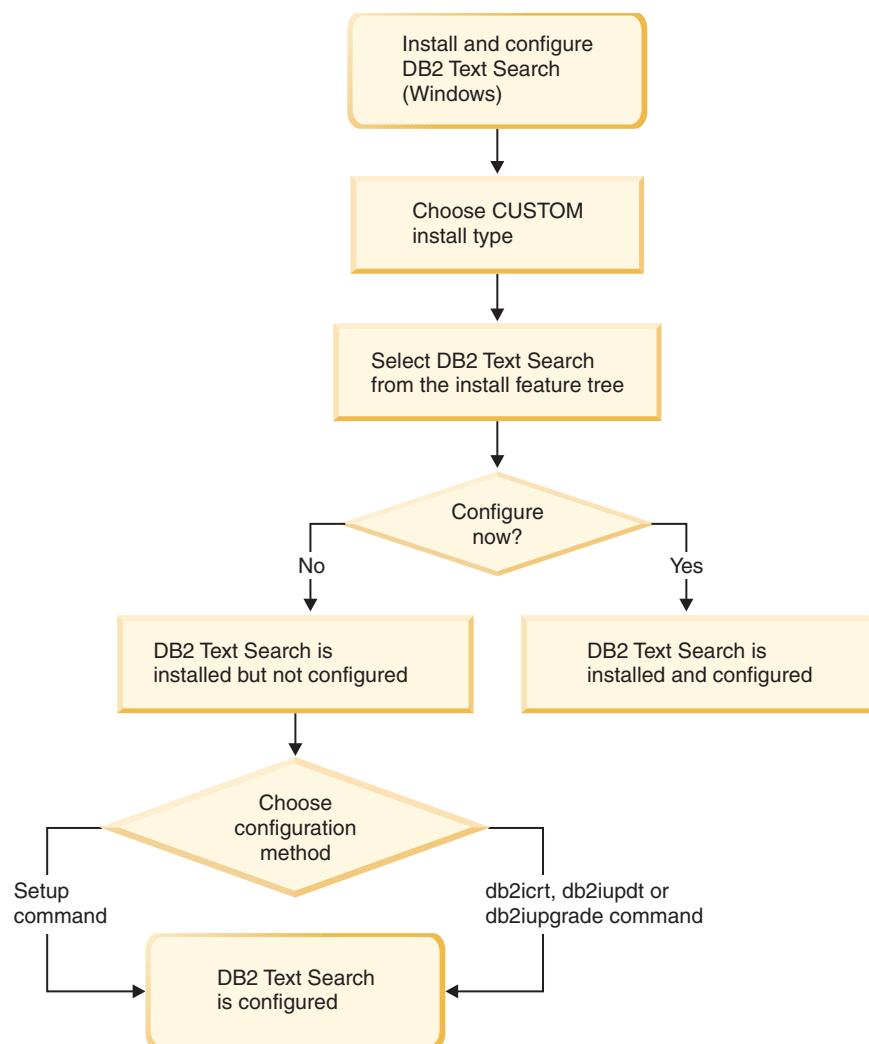 Install and configure
DB2 Text Search
(Windows)
Choose CUSTOM
install type
Select DB2 Text Search
from the install feature tree
Configure
now?
No
Yes
DB2 Text Search is
installed but not configured
DB2 Text Search is
installed and configured
Choose
configuration
method
Setup
command
db2icrt, db2iupdt or
db2iupgrade command
DB2 Text Search
is configured